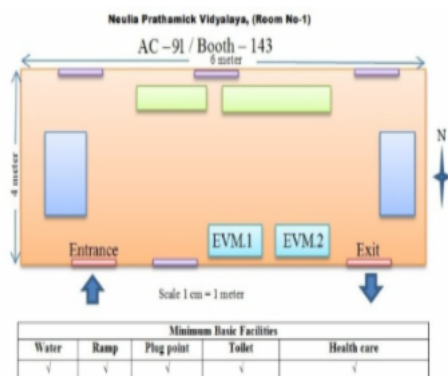 Neulia Prathamick Vidyalaya, (Room No-1)
AC –91 / Booth – 143
6 meter
4 meter
N
EVM.1 EVM.2
Entrance Exit
Scale 1 cm = 1 meter
Minimum Basic Facilities
Water Ramp Plug point Toilet Health care
√ √ √ √ √